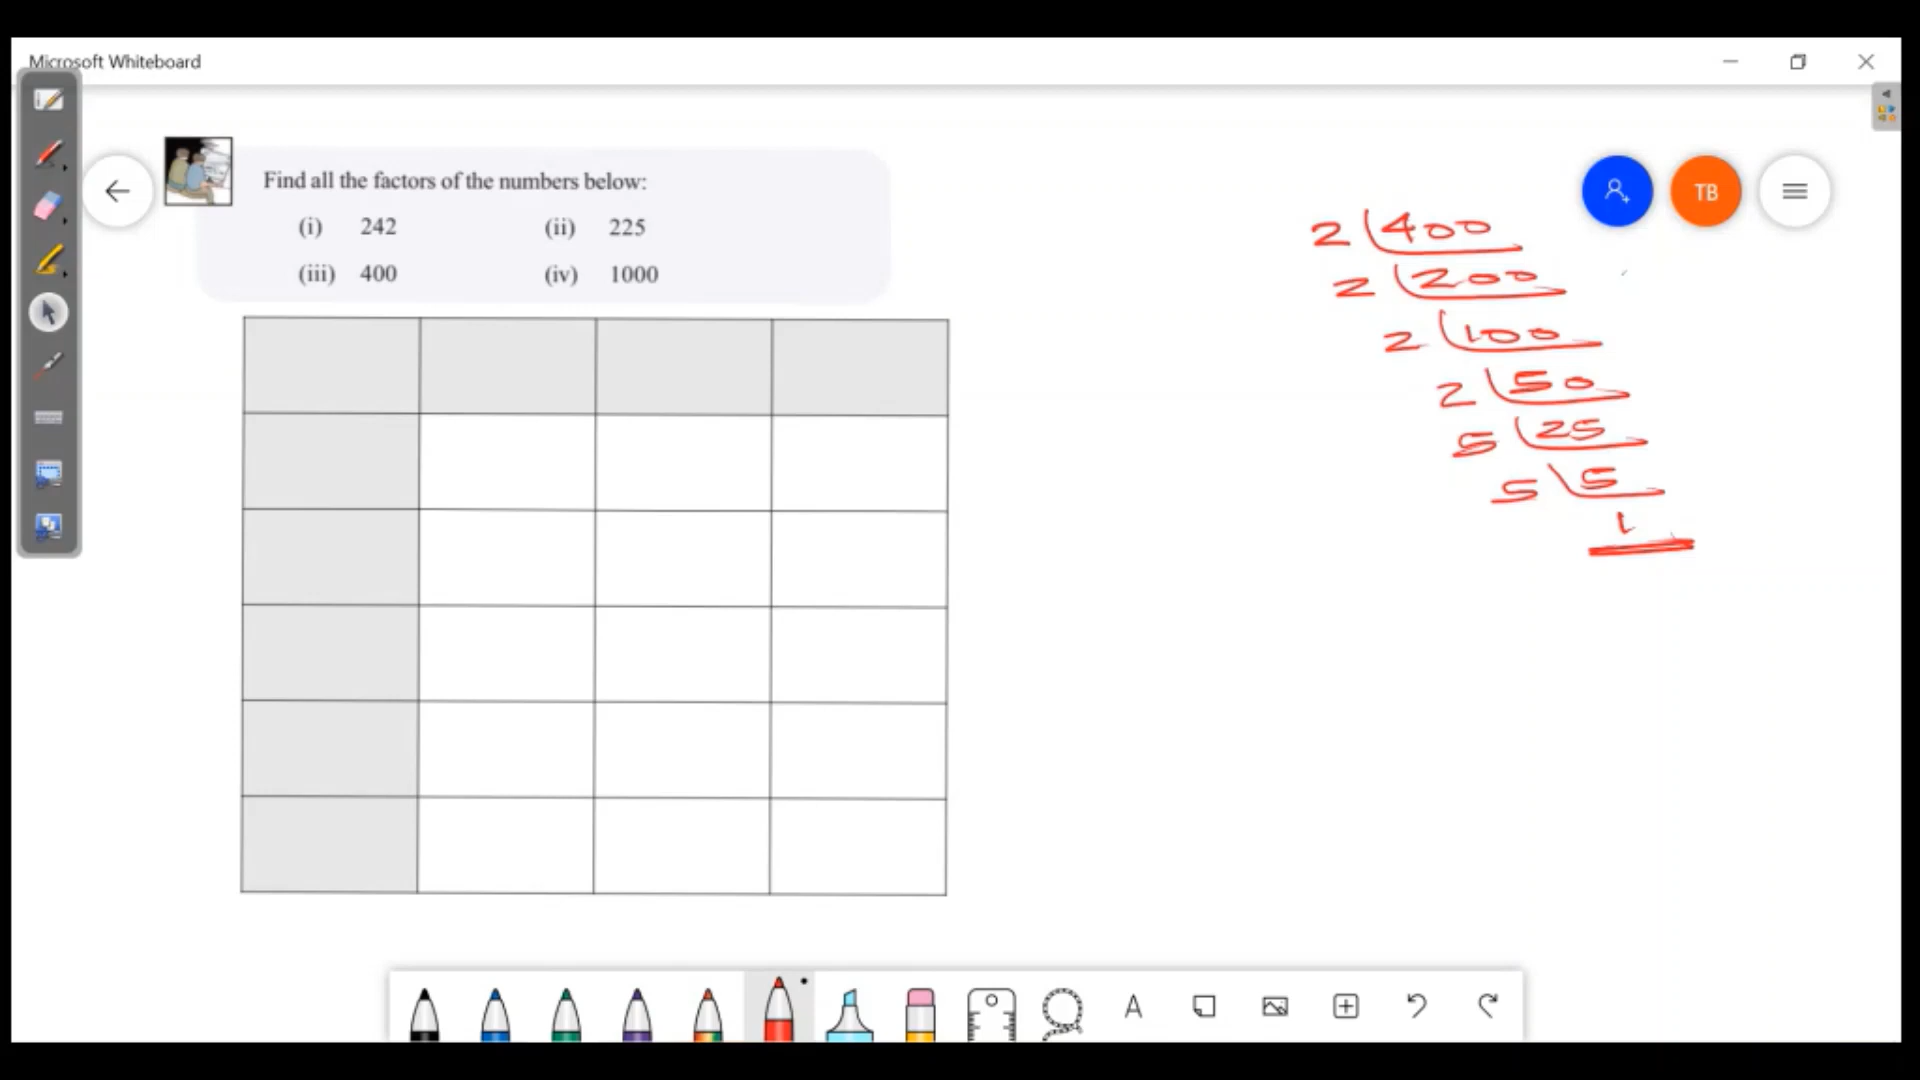 Microsoft Whiteboard
Find all the factors of the numbers below:
(i) 242 (ii) 225
(iii) 400 (iv) 1000
TB
2 400
2 200
2 100
2 50
5 25
5 5
1
A